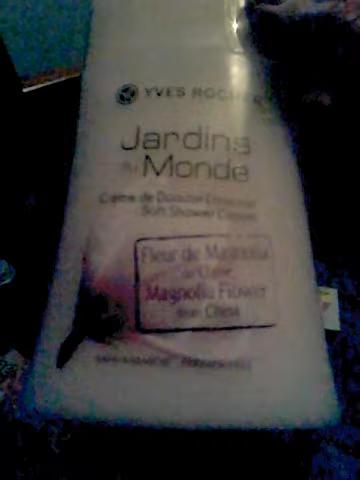 YVES ROCHER
Jardins
du Monde
Crème de Douche
Soft Shower Cream
Fleur de Magnolia
de Chine
Magnolia Flower
from China